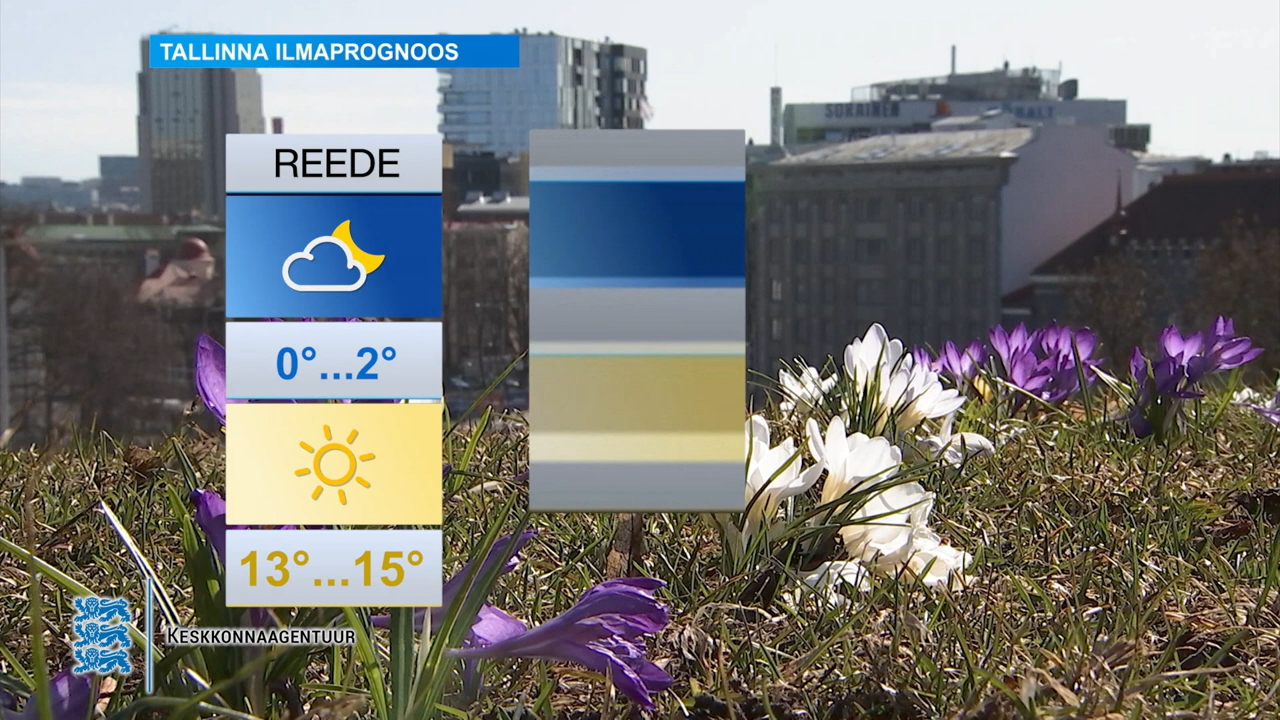 TALLINNA ILMAPROGNOOS
REEDE
0°...2°
13°...15°
KESKKONNAAGENTUUR